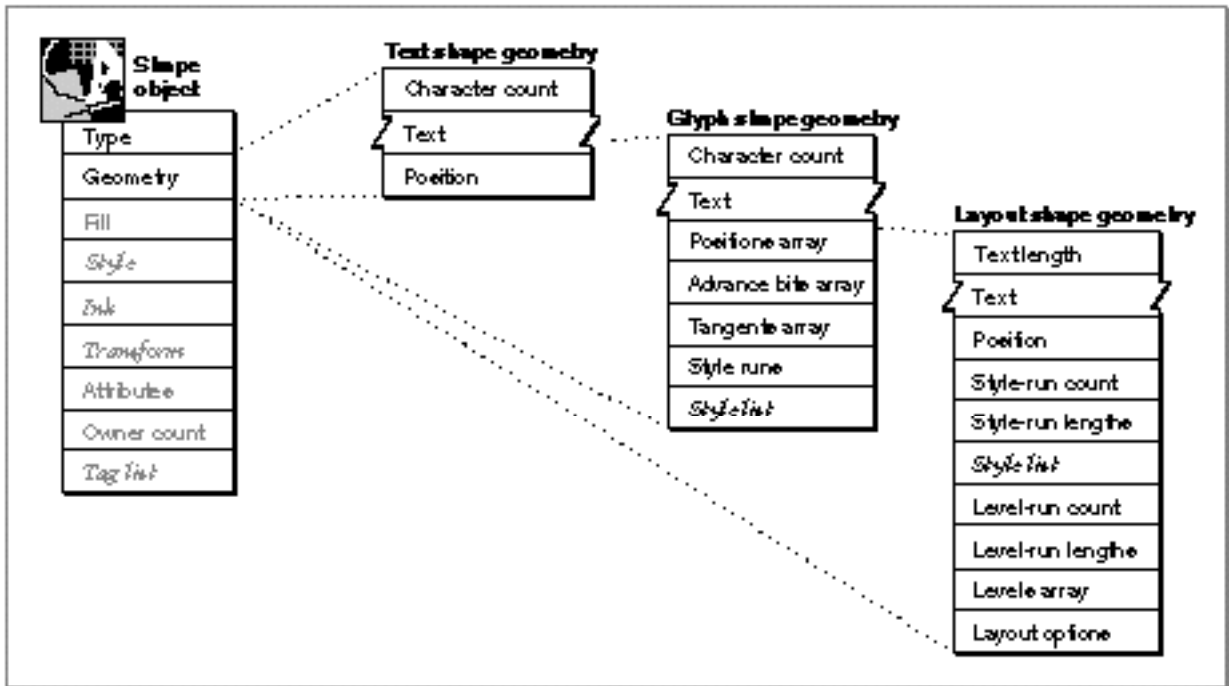 Shape
object
Type
Geometry
Fill
Style
Ink
Transform
Attributes
Owner count
Tag list
Text shape geometry
Character count
Text
Position
Glyph shape geometry
Character count
Text
Positions array
Advance bits array
Tangents array
Style runs
Style list
Layout shape geometry
Text length
Text
Position
Style-run count
Style-run lengths
Style list
Level-run count
Level-run lengths
Levels array
Layout options